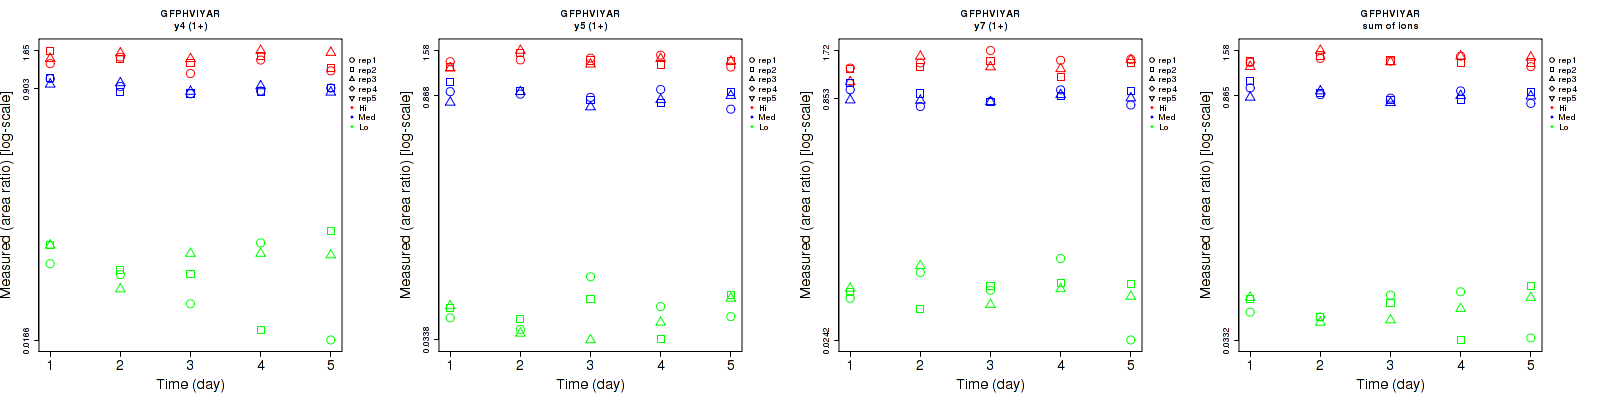 GFPHVIYAR
y4 (1+)
Measured (area ratio) [log-scale]
1.65
0.903
0.0166
1
2
3
4
5
Time (day)
rep1
rep2
rep3
rep4
rep5
Hi
Med
Lo
GFPHVIYAR
y5 (1+)
Measured (area ratio) [log-scale]
1.58
0.868
0.0338
1
2
3
4
5
Time (day)
rep1
rep2
rep3
rep4
rep5
Hi
Med
Lo
GFPHVIYAR
y7 (1+)
Measured (area ratio) [log-scale]
1.72
0.853
0.0242
1
2
3
4
5
Time (day)
rep1
rep2
rep3
rep4
rep5
Hi
Med
Lo
GFPHVIYAR
sum of ions
Measured (area ratio) [log-scale]
1.58
0.865
0.0332
1
2
3
4
5
Time (day)
rep1
rep2
rep3
rep4
rep5
Hi
Med
Lo